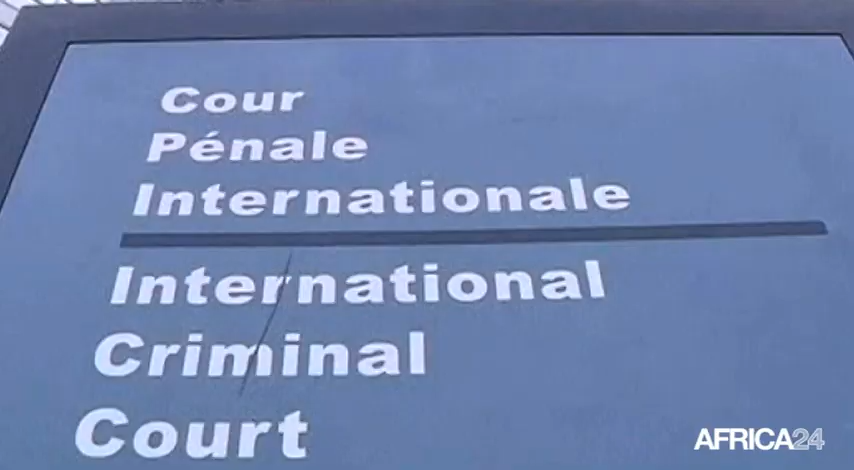 Cour
Pénale
Internationale
International
Criminal
Court
AFRICA24